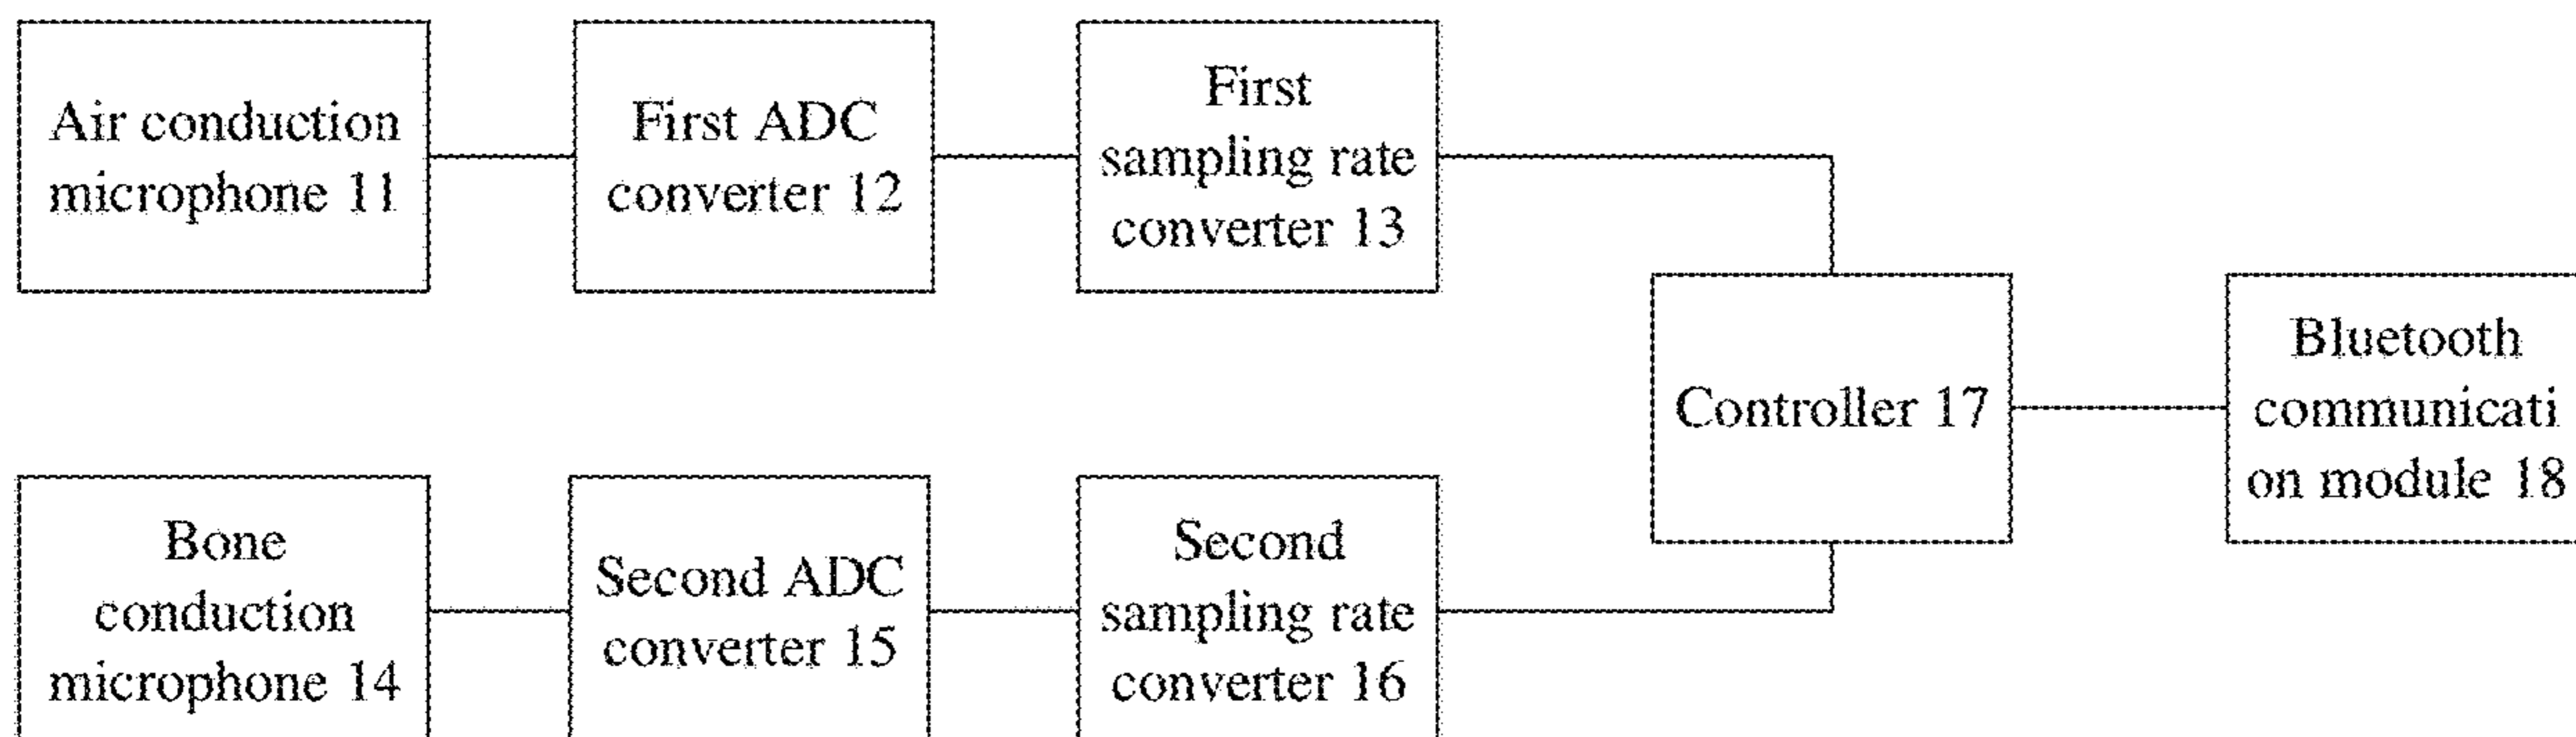 Air conduction
microphone 11
First ADC
converter 12
First
sampling rate
converter 13
Controller 17
Bluetooth
communicati
on module 18
Bone
conduction
microphone 14
Second ADC
converter 15
Second
sampling rate
converter 16